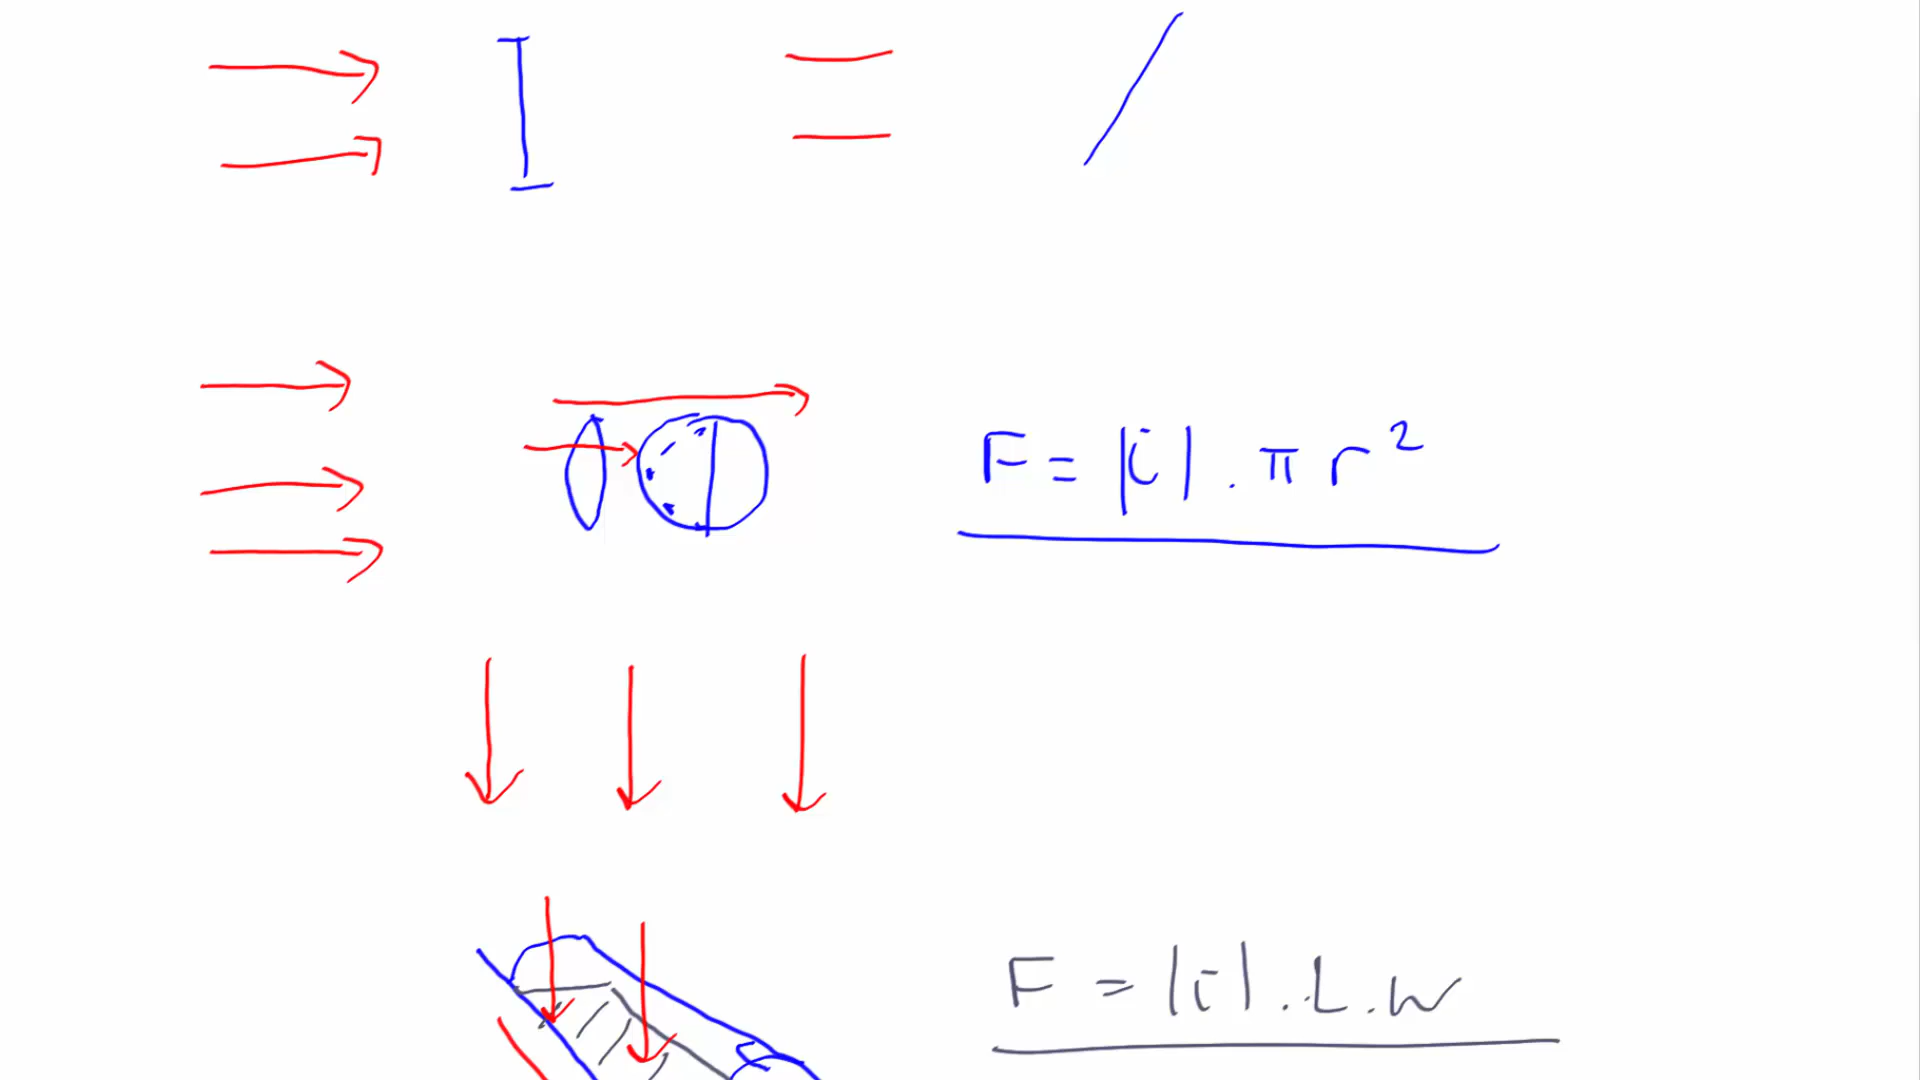 F = |i| . π r²
F = |i| . L . w